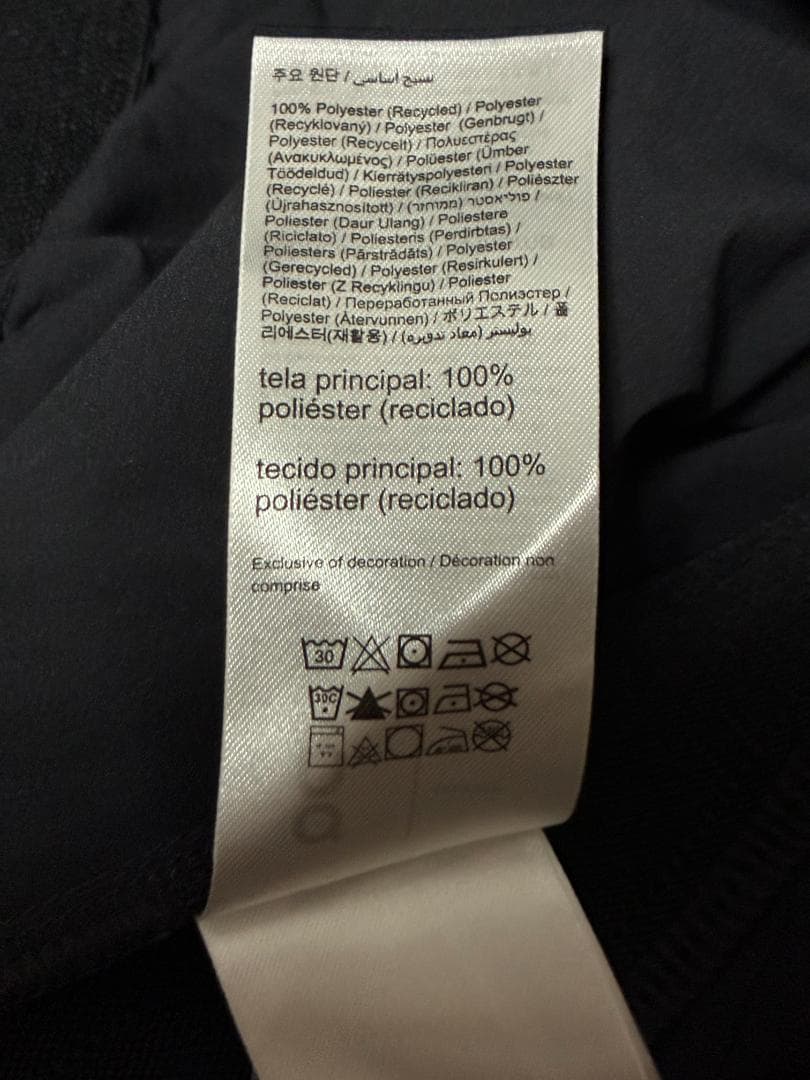 주요 원단 / نسيج اساسي
100% Polyester (Recycled) / Polyester
(Recyklovaný) / Polyester (Genbrugt) /
Polyester (Recycelt) / Πολυεστέρας
(Ανακυκλωμένος) / Polüester (Ümber
Töödeldud) / Kierrätyspolyesteri / Polyester
(Recyclé) / Poliester (Recikliran) / Poliészter
(Újrahasznosított) / פוליאסטר (ממוחזר) /
Poliester (Daur Ulang) / Poliestere
(Riciclato) / Poliesteris (Perdirbtas) /
Poliesters (Pārstrādāts) / Polyester
(Gerecycled) / Polyester (Resirkulert) /
Poliester (Z Recyklingu) / Poliester
(Reciclat) / Переработанный Полиэстер /
Polyester (Återvunnen) / ポリエステル / 폴
리에스터(재활용) / بوليستر (معاد تدويره)
tela principal: 100%
poliéster (reciclado)
tecido principal: 100%
poliéster (reciclado)
Exclusive of decoration / Décoration non
comprise
30
30C